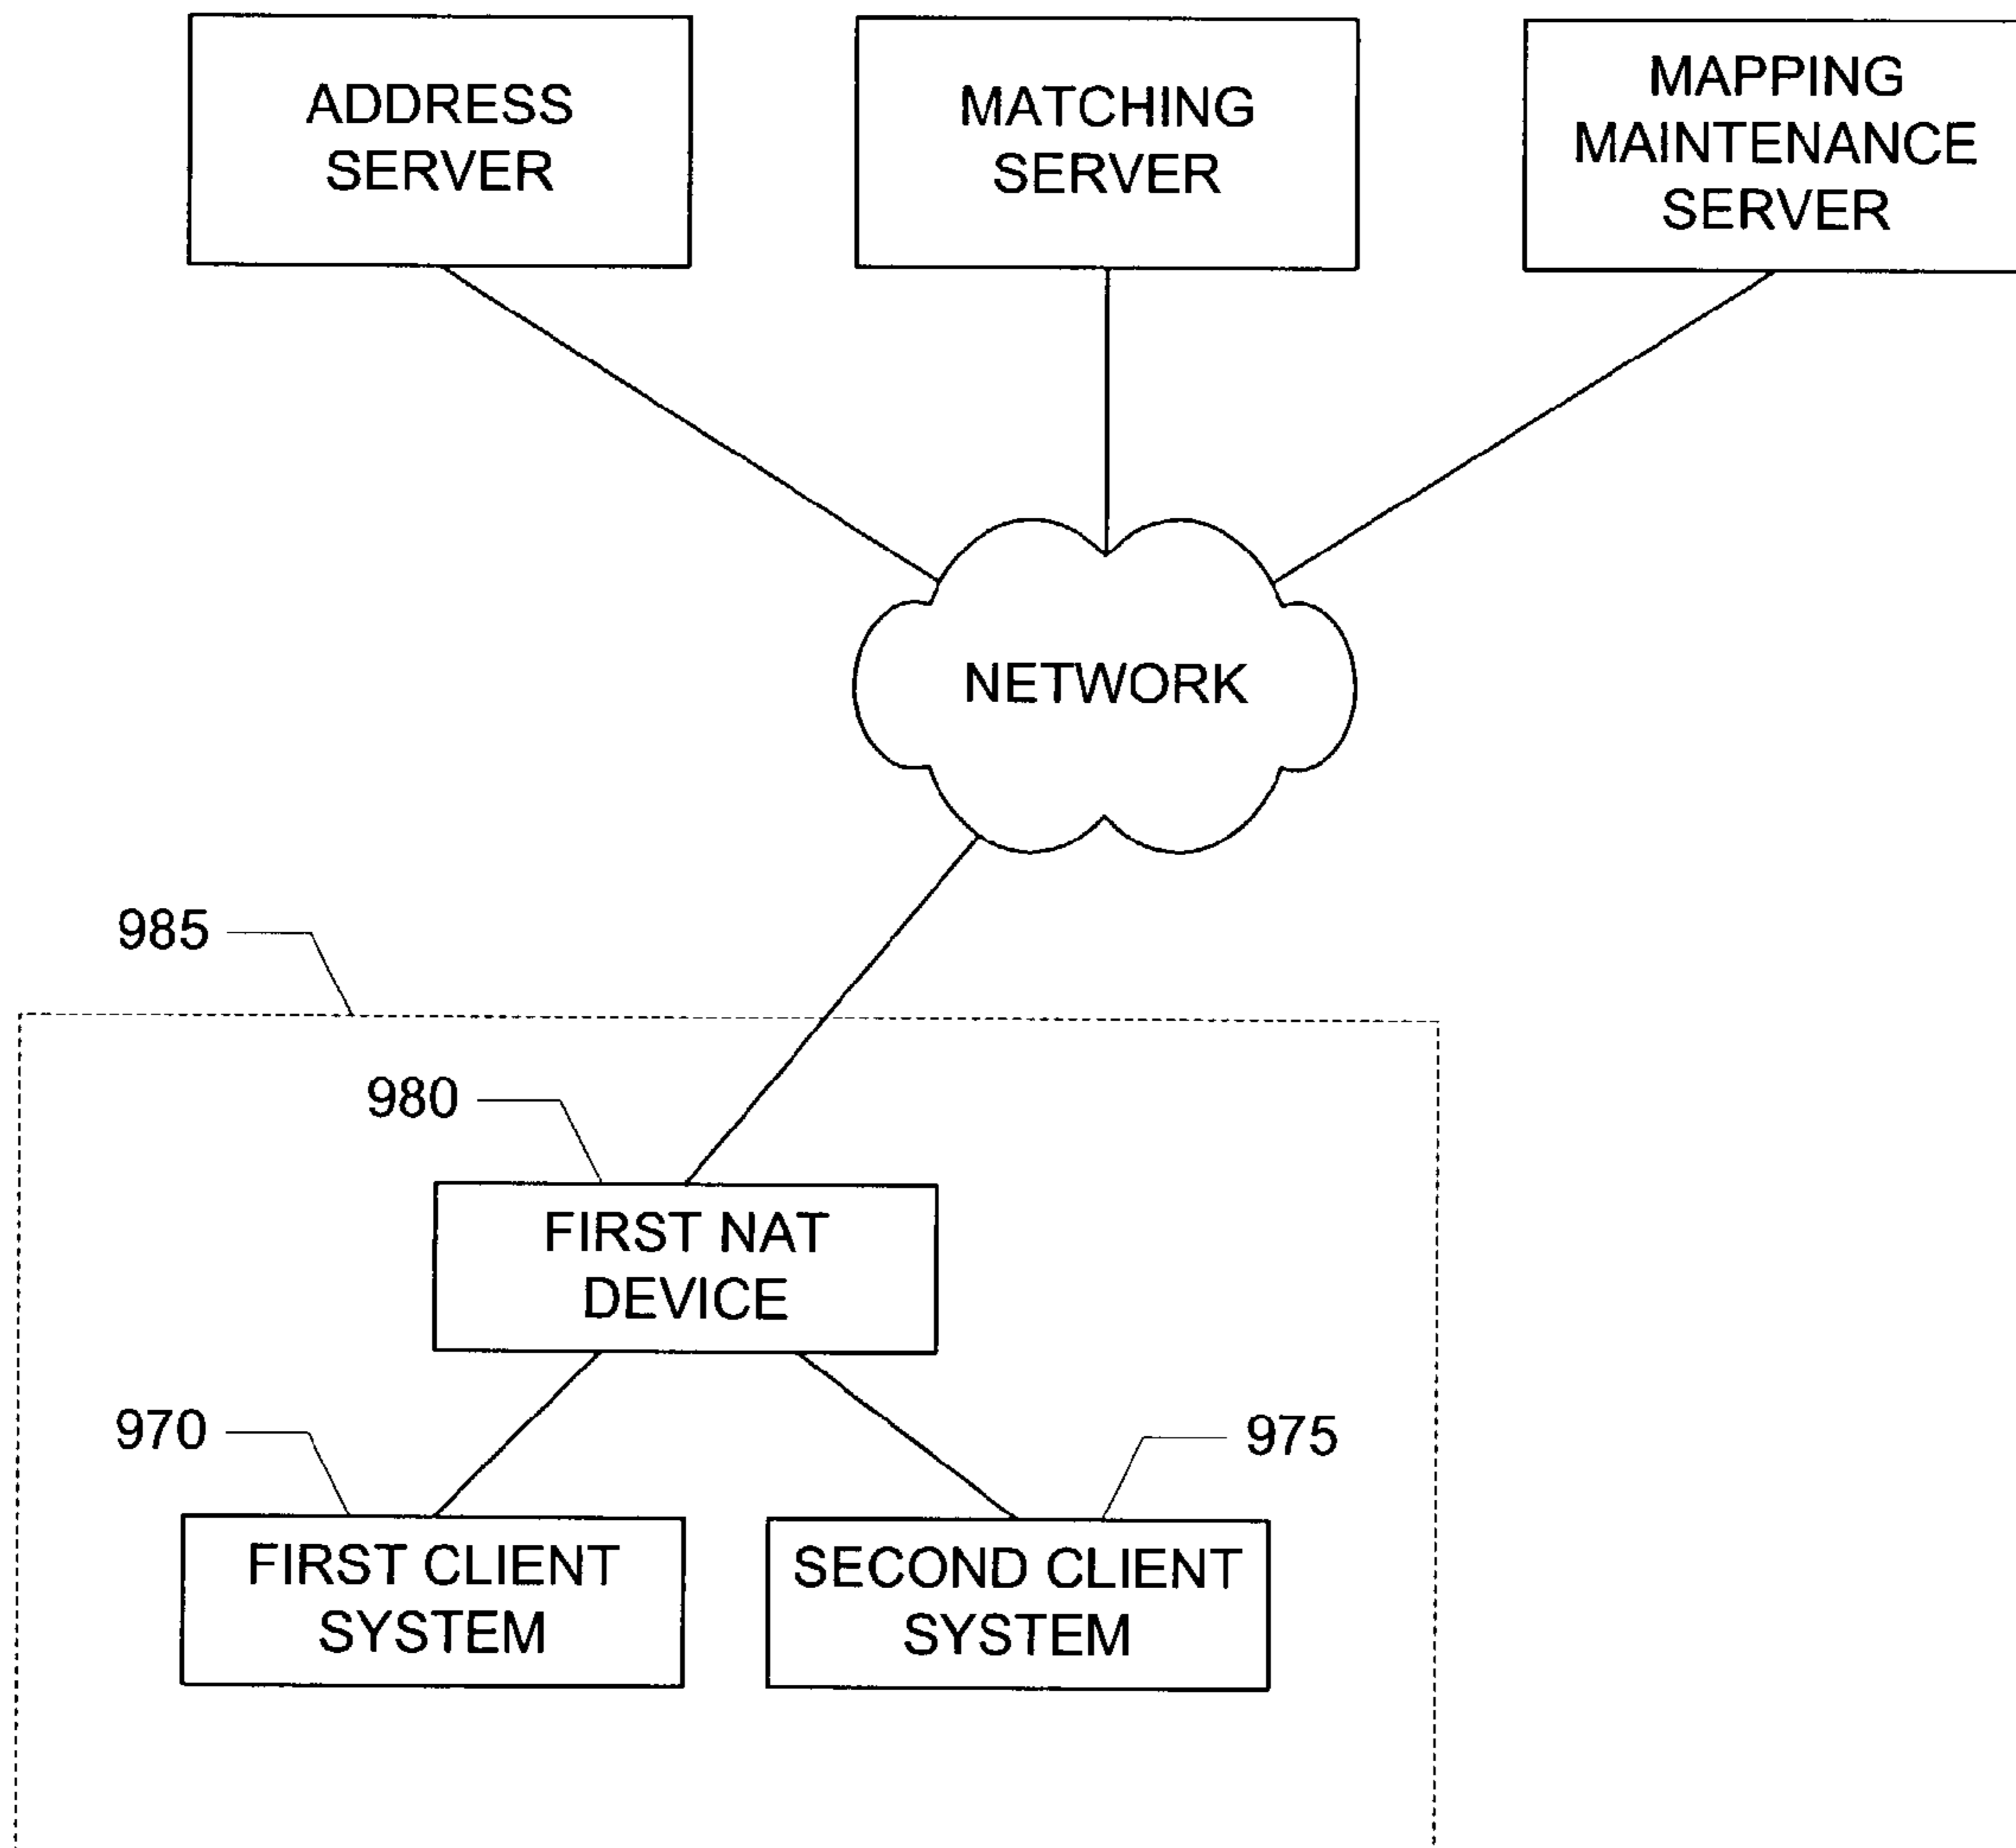 ADDRESS
SERVER
MATCHING
SERVER
MAPPING
MAINTENANCE
SERVER
NETWORK
985
980
FIRST NAT
DEVICE
970
975
FIRST CLIENT
SYSTEM
SECOND CLIENT
SYSTEM